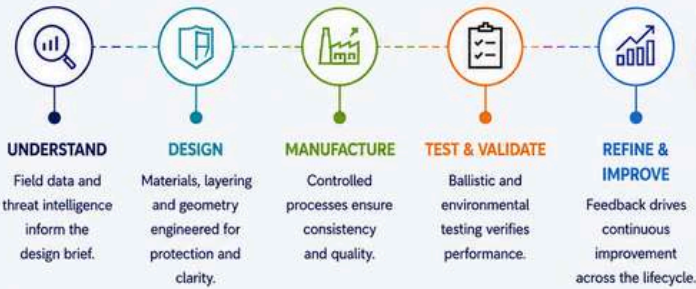 UNDERSTAND
Field data and
threat intelligence
inform the
design brief.
DESIGN
Materials, layering
and geometry
engineered for
protection and
clarity.
MANUFACTURE
Controlled
processes ensure
consistency
and quality.
TEST & VALIDATE
Ballistic and
environmental
testing verifies
performance.
REFINE &
IMPROVE
Feedback drives
continuous
improvement
across the lifecycle.